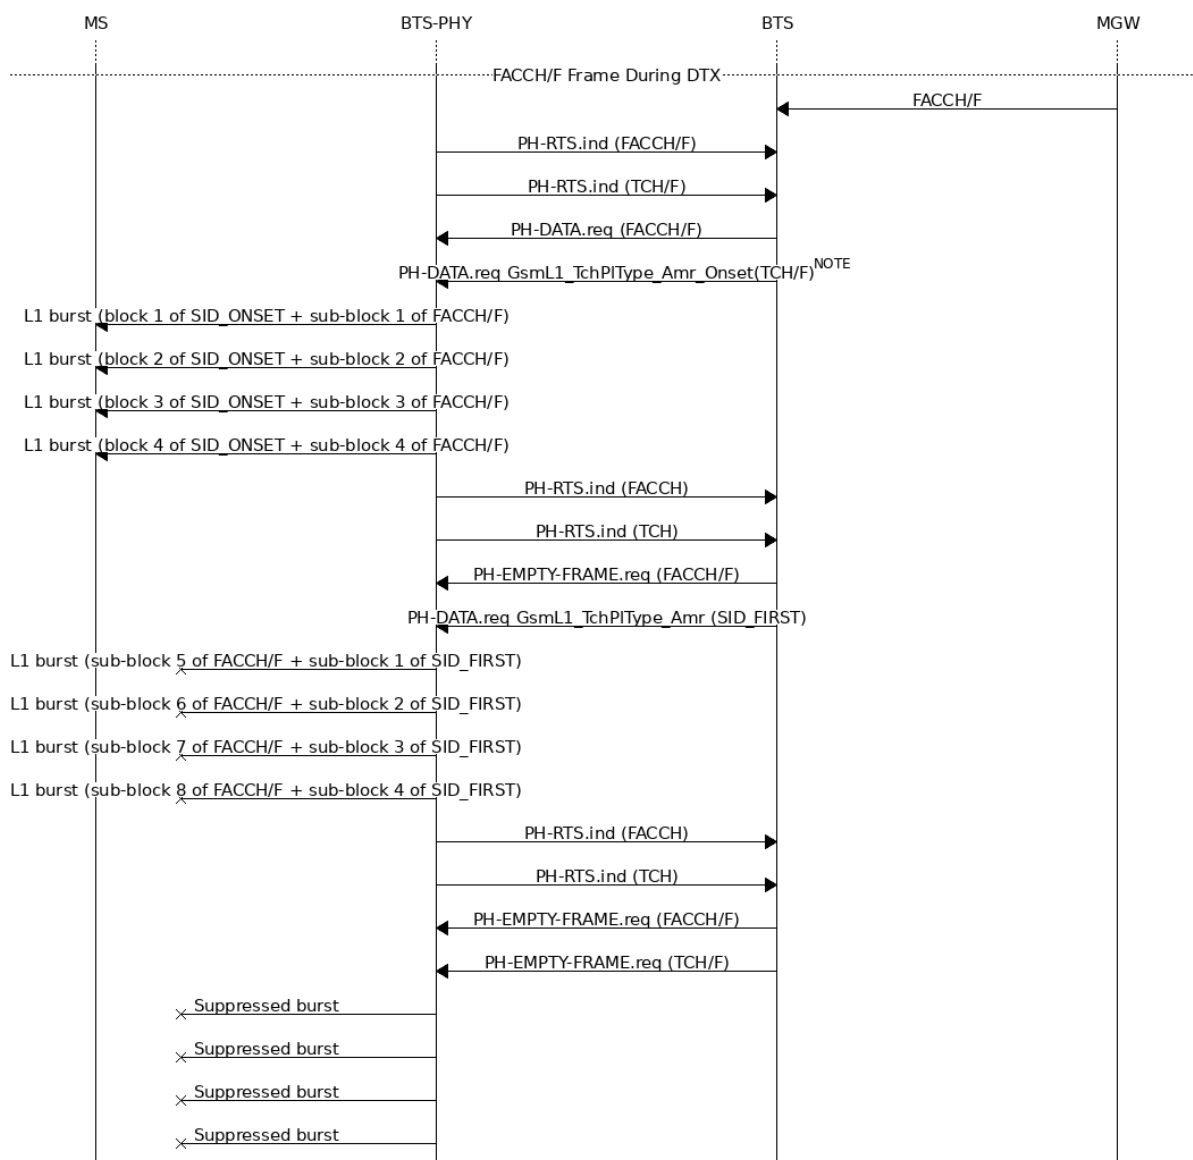 MS BTS-PHY BTS MGW
FACCH/F Frame During DTX
FACCH/F
PH-RTS.ind (FACCH/F)
PH-RTS.ind (TCH/F)
PH-DATA.req (FACCH/F)
PH-DATA.req GsmL1_TchPlType_Amr_Onset(TCH/F)NOTE
L1 burst (block 1 of SID_ONSET + sub-block 1 of FACCH/F)
L1 burst (block 2 of SID_ONSET + sub-block 2 of FACCH/F)
L1 burst (block 3 of SID_ONSET + sub-block 3 of FACCH/F)
L1 burst (block 4 of SID_ONSET + sub-block 4 of FACCH/F)
PH-RTS.ind (FACCH)
PH-RTS.ind (TCH)
PH-EMPTY-FRAME.req (FACCH/F)
PH-DATA.req GsmL1_TchPlType_Amr (SID_FIRST)
L1 burst (sub-block 5 of FACCH/F + sub-block 1 of SID_FIRST)
L1 burst (sub-block 6 of FACCH/F + sub-block 2 of SID_FIRST)
L1 burst (sub-block 7 of FACCH/F + sub-block 3 of SID_FIRST)
L1 burst (sub-block 8 of FACCH/F + sub-block 4 of SID_FIRST)
PH-RTS.ind (FACCH)
PH-RTS.ind (TCH)
PH-EMPTY-FRAME.req (FACCH/F)
PH-EMPTY-FRAME.req (TCH/F)
Suppressed burst
Suppressed burst
Suppressed burst
Suppressed burst